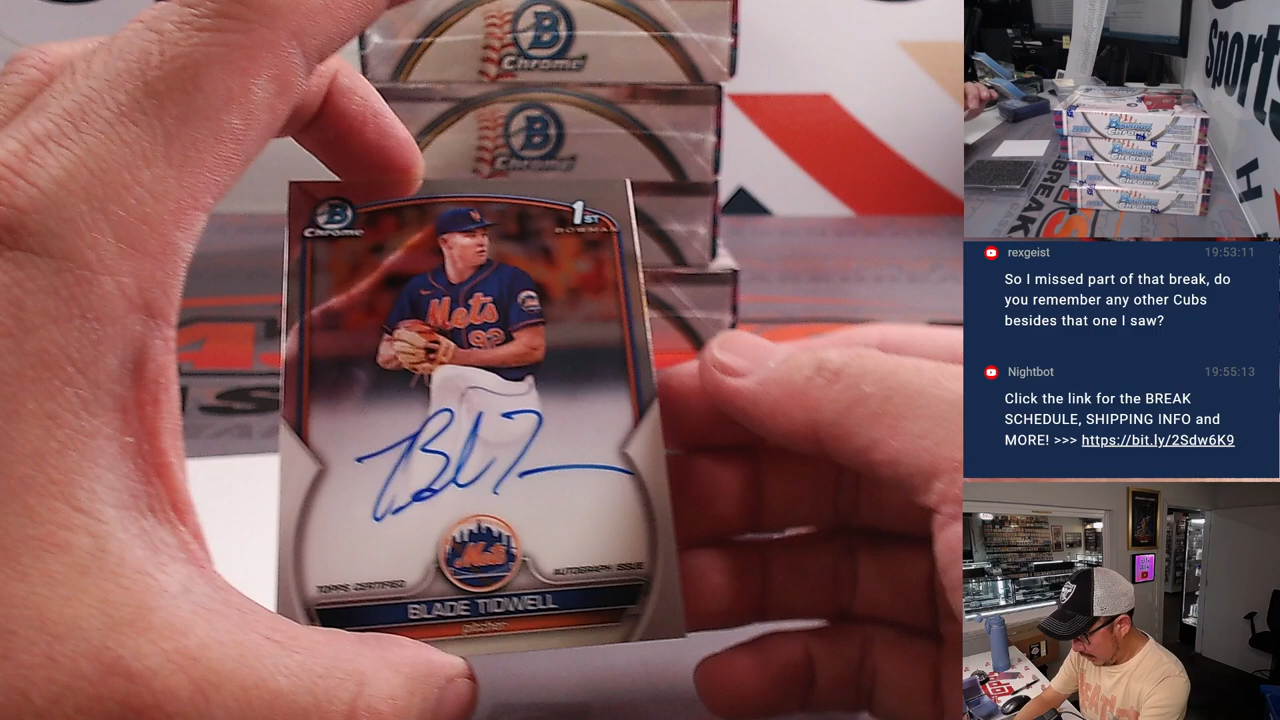 B
Chrome
B
Chrome
B
Chrome
1ST
BOWMAN
Mets
92
Mets
TOPPS CERTIFIED
AUTOGRAPH ISSUE
BLADE TIDWELL
pitcher
Sports
BREAK
H
BOWMAN
CHROME
rexgeist 19:53:11
So I missed part of that break, do
you remember any other Cubs
besides that one I saw?
Nightbot 19:55:13
Click the link for the BREAK
SCHEDULE, SHIPPING INFO and
MORE! >>> https://bit.ly/2Sdw6K9